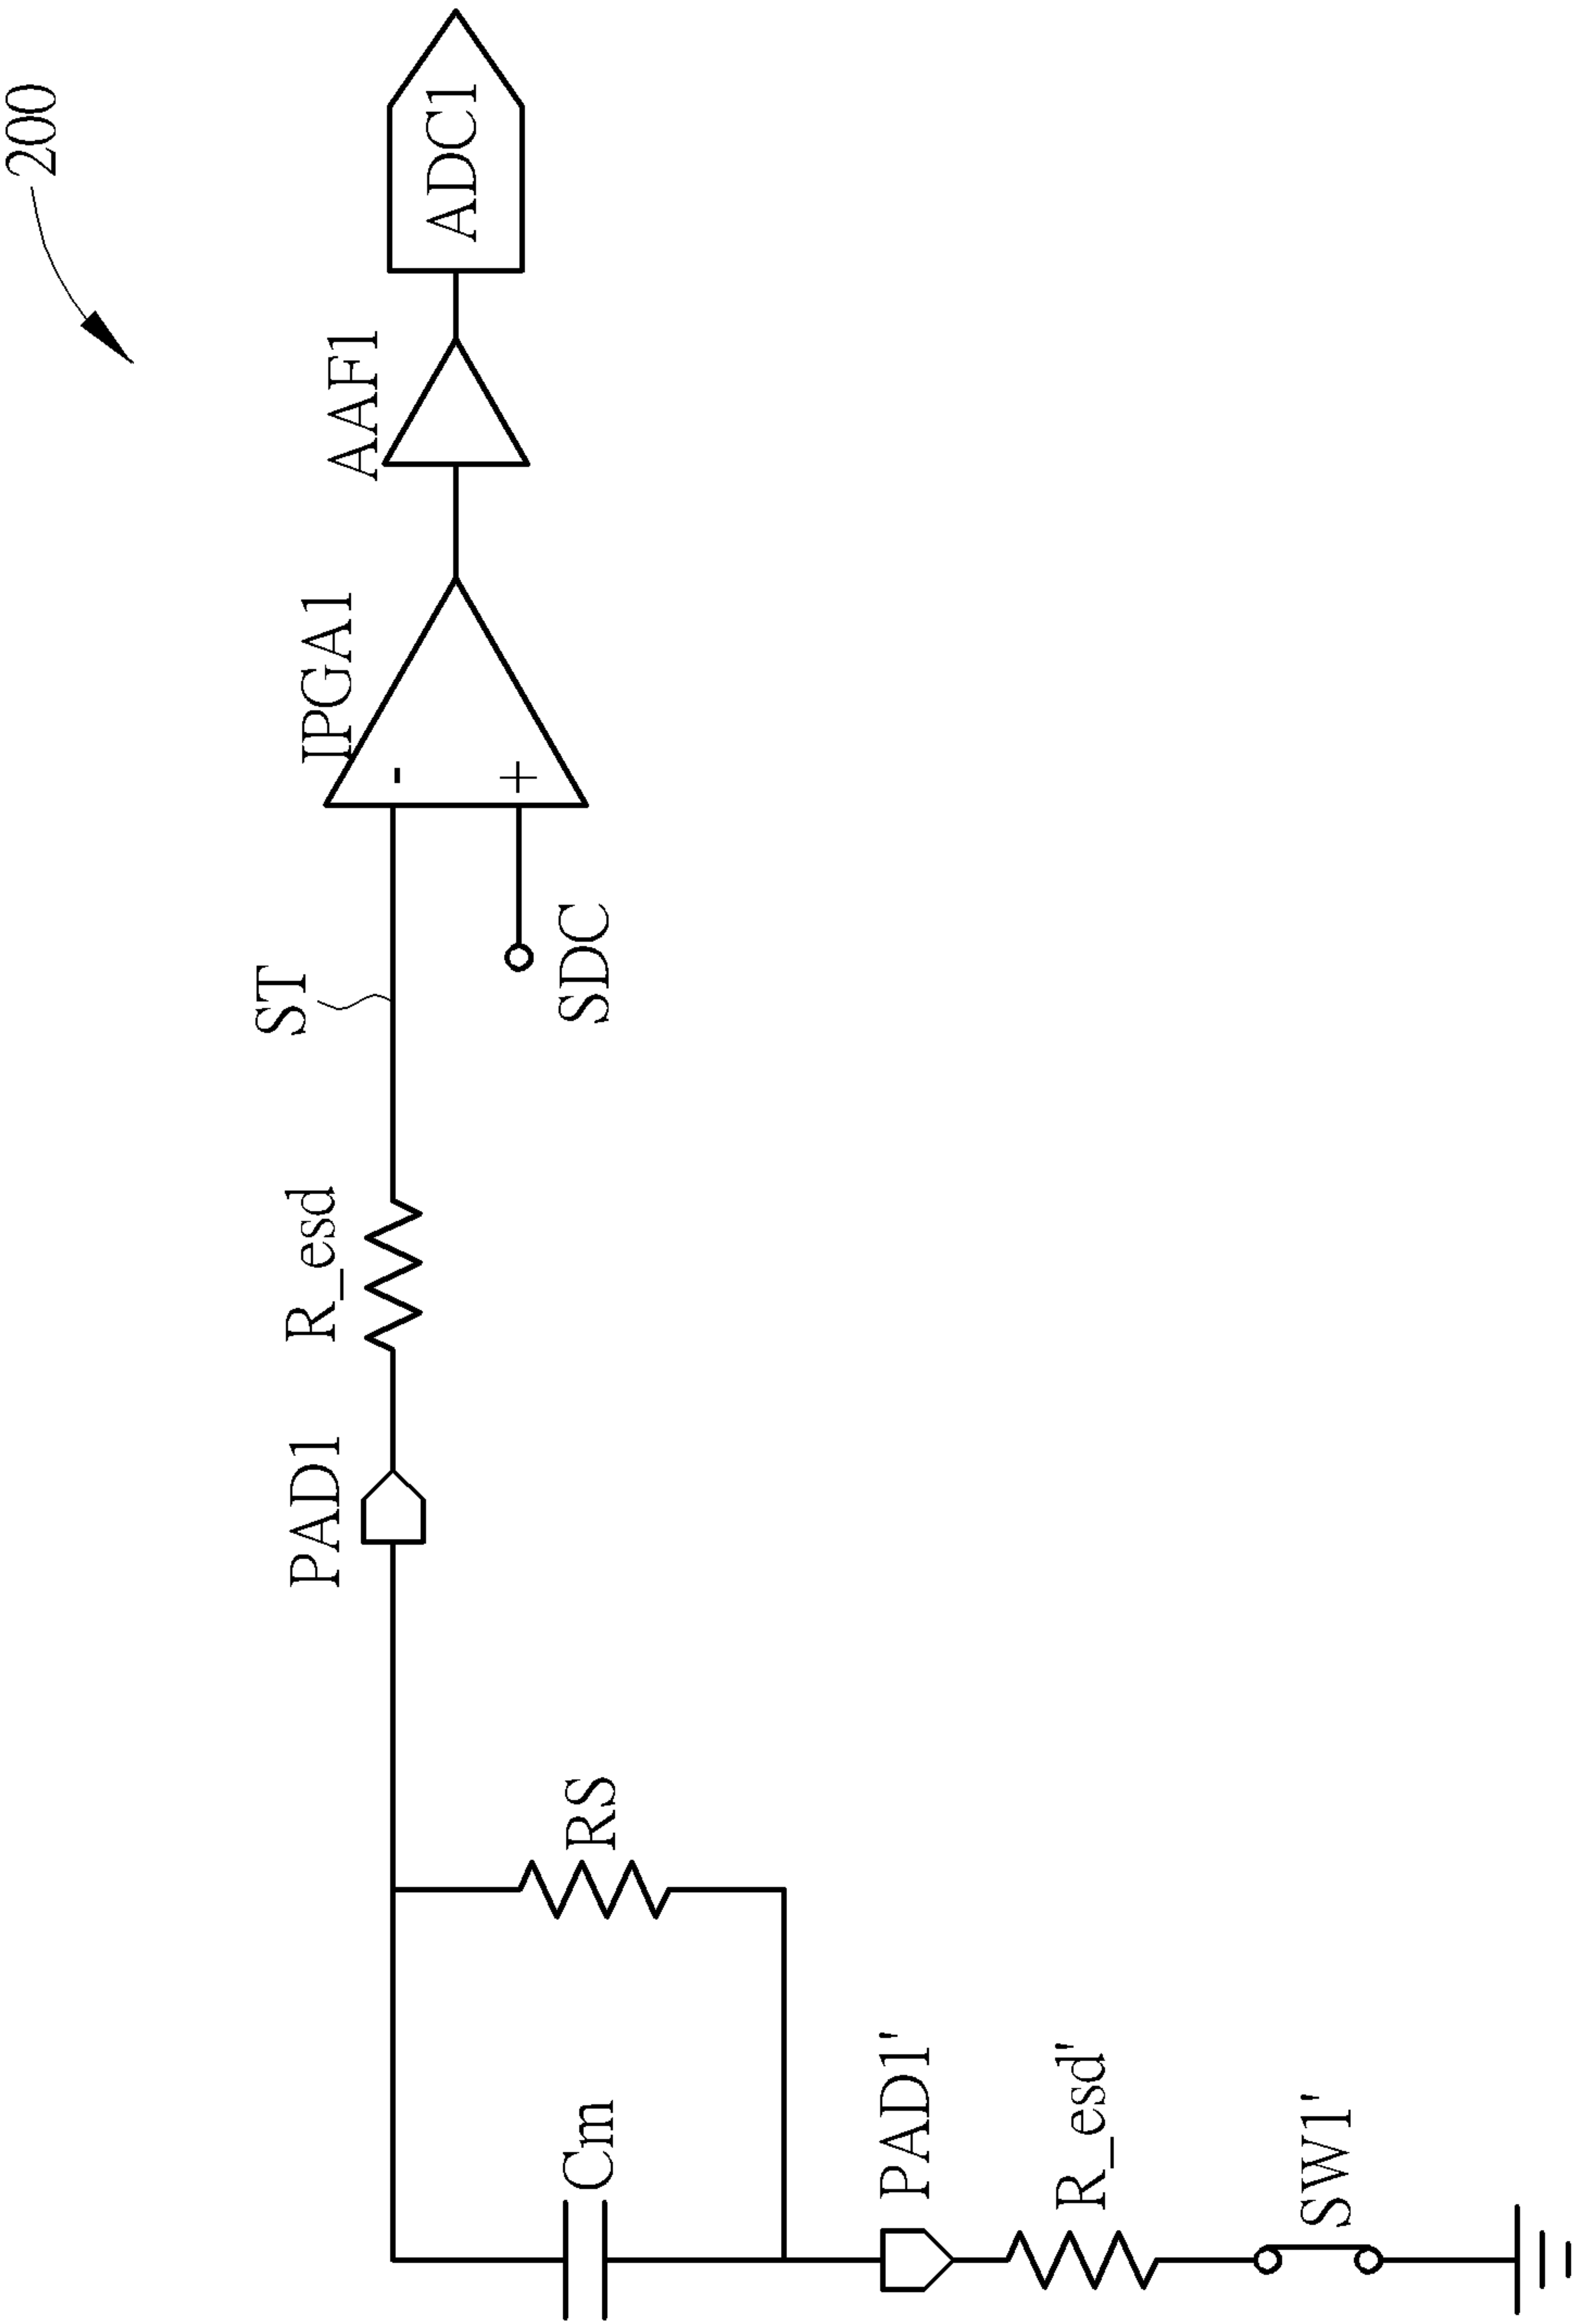 200
ADC1
AAF1
IPGA1
-
+
ST
SDC
R_esd
PAD1
RS
Cm
PAD1'
R_esd'
SW1'